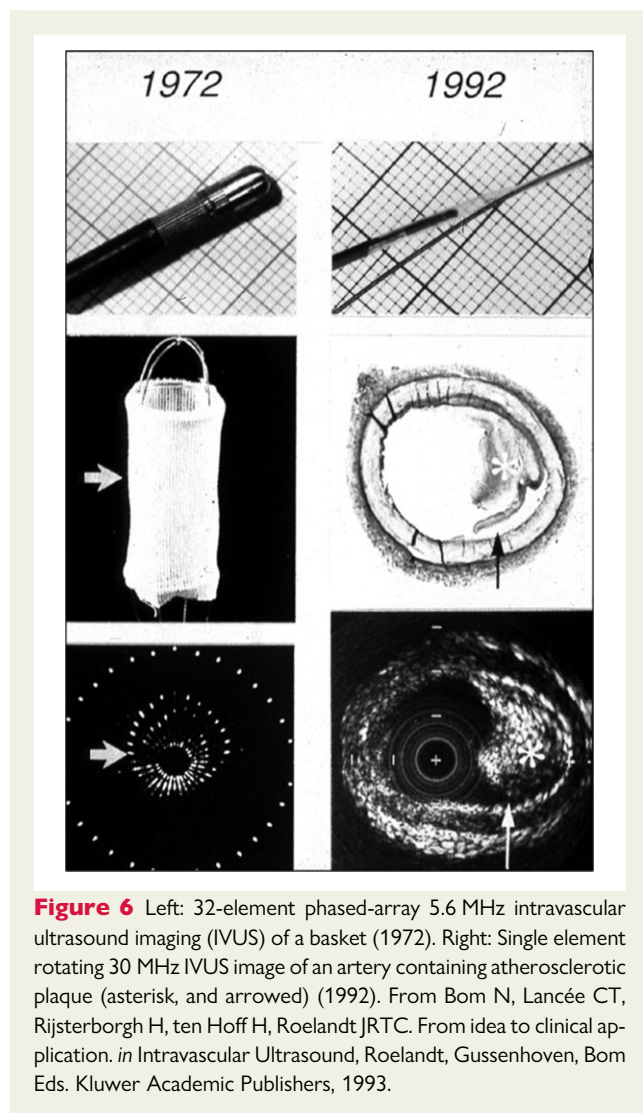 1972
1992
Figure 6 Left: 32-element phased-array 5.6 MHz intravascular
ultrasound imaging (IVUS) of a basket (1972). Right: Single element
rotating 30 MHz IVUS image of an artery containing atherosclerotic
plaque (asterisk, and arrowed) (1992). From Bom N, Lancée CT,
Rijsterborgh H, ten Hoff H, Roelandt JRTC. From idea to clinical ap-
plication. in Intravascular Ultrasound, Roelandt, Gussenhoven, Bom
Eds. Kluwer Academic Publishers, 1993.